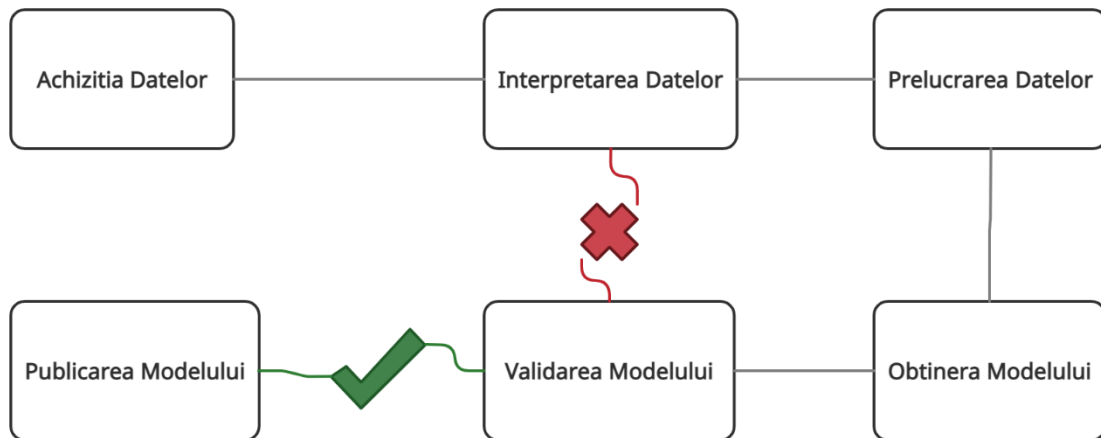 Achizitia Datelor
Interpretarea Datelor
Prelucrarea Datelor
Publicarea Modelului
Validarea Modelului
Obtinera Modelului